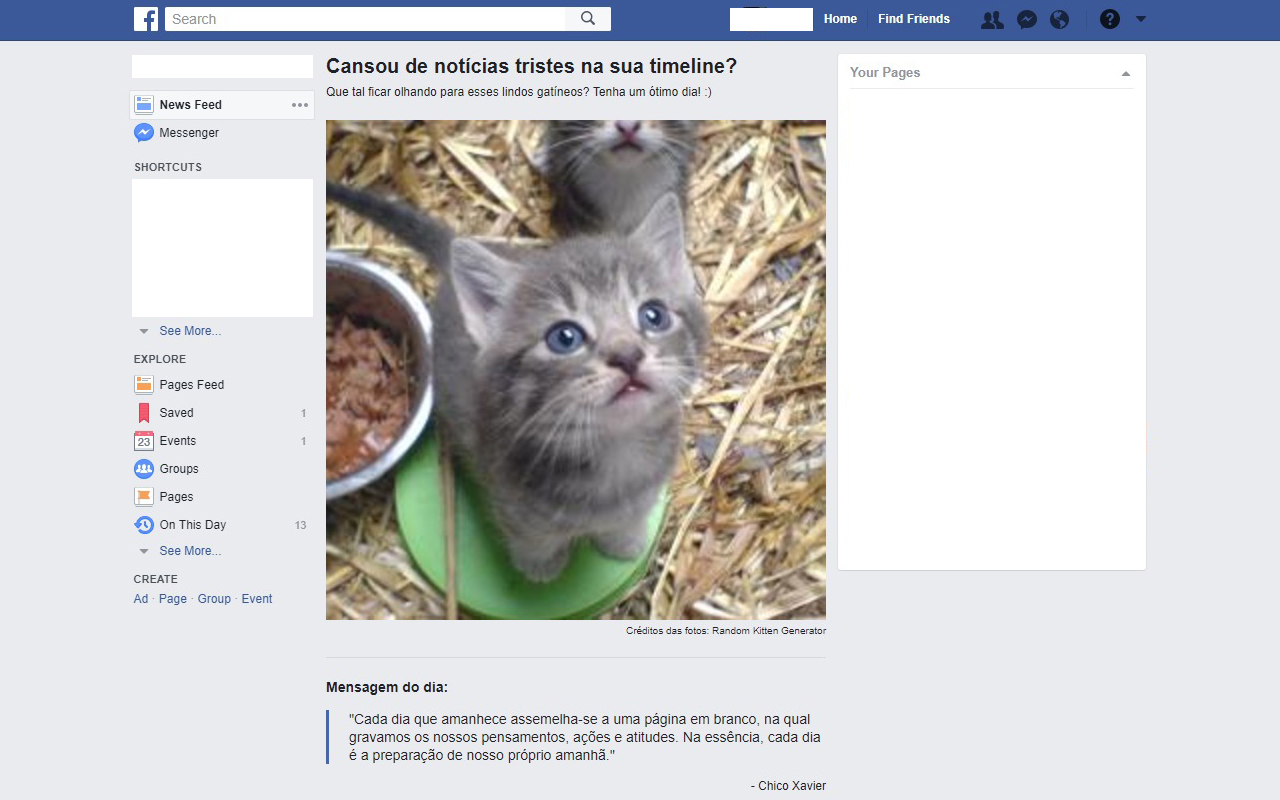 Search
Home
Find Friends
News Feed
Messenger
SHORTCUTS
See More...
EXPLORE
Pages Feed
Saved 1
23 Events 1
Groups
Pages
On This Day 13
See More...
CREATE
Ad · Page · Group · Event
Cansou de notícias tristes na sua timeline?
Que tal ficar olhando para esses lindos gatíneos? Tenha um ótimo dia! :)
Créditos das fotos: Random Kitten Generator
Mensagem do dia:
"Cada dia que amanhece assemelha-se a uma página em branco, na qual
gravamos os nossos pensamentos, ações e atitudes. Na essência, cada dia
é a preparação de nosso próprio amanhã."
- Chico Xavier
Your Pages